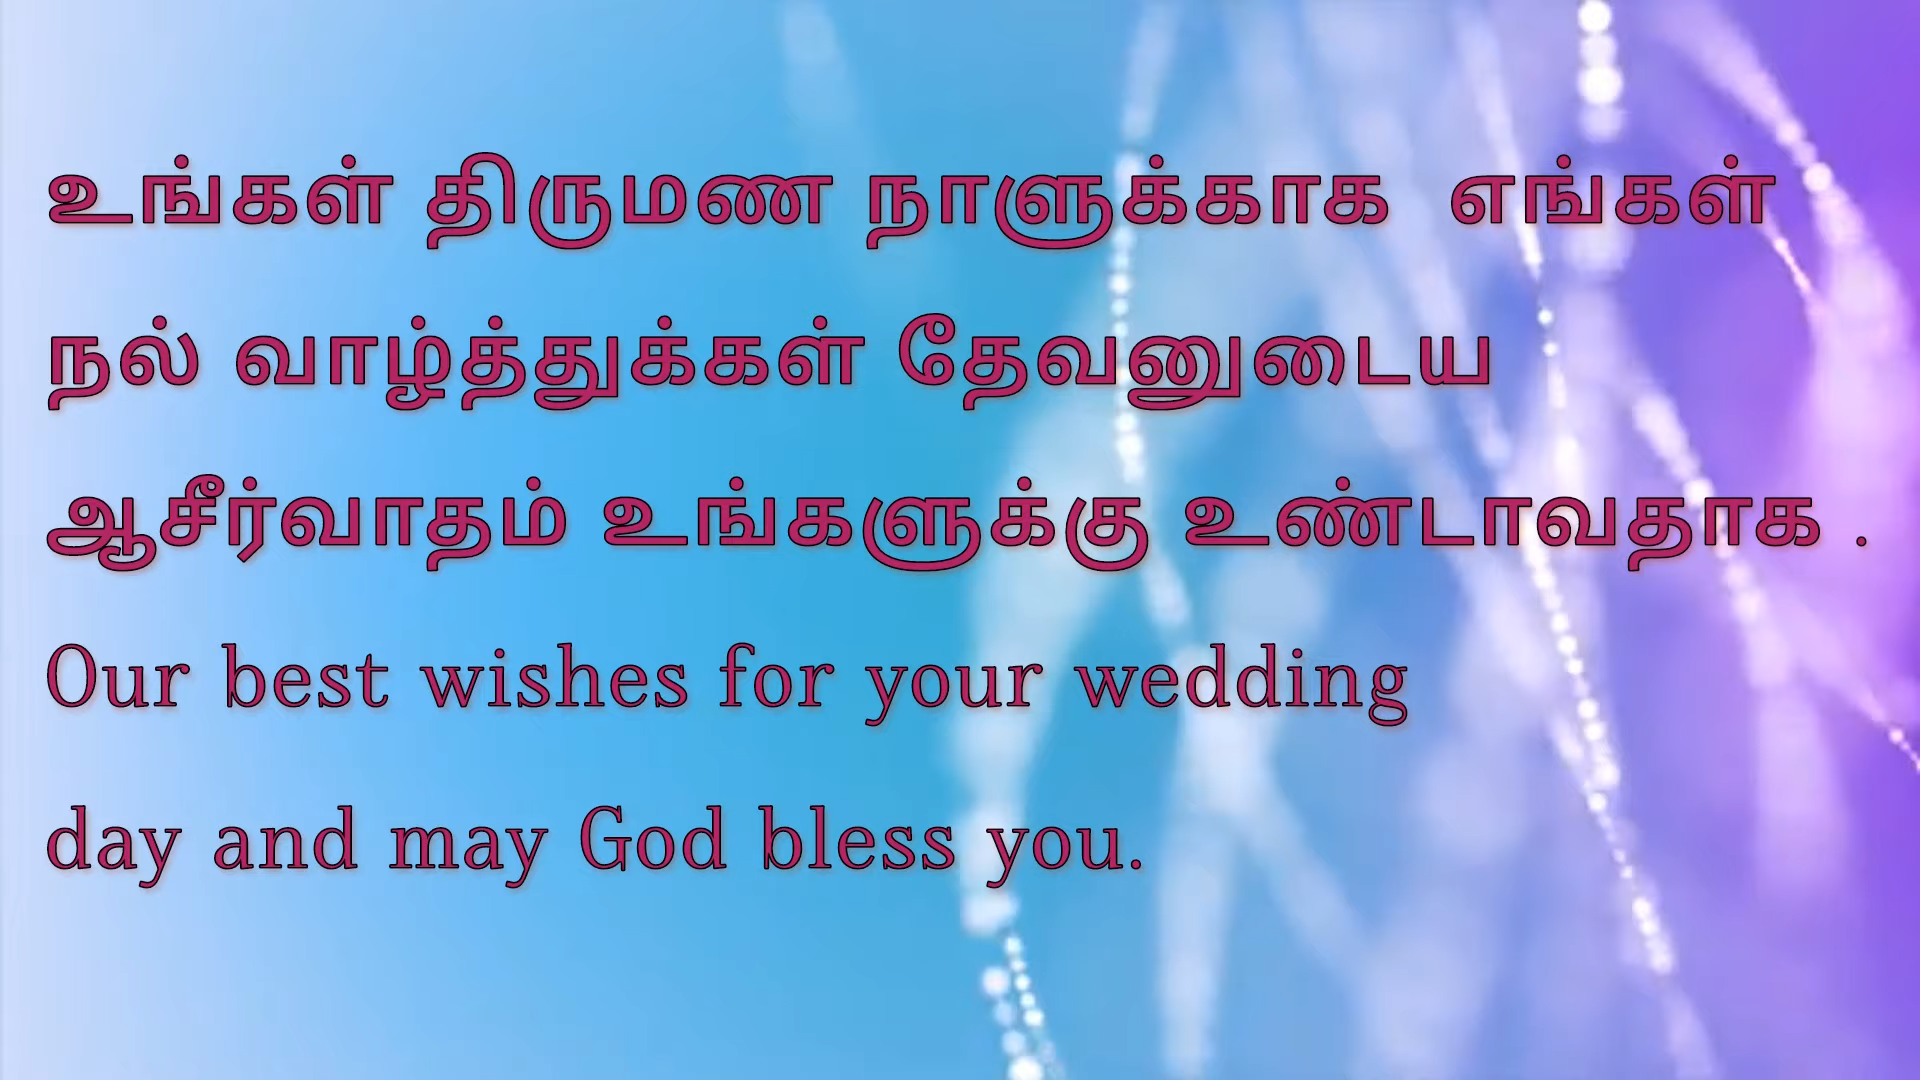 உங்கள் திருமண நாளுக்காக எங்கள்
நல் வாழ்த்துக்கள் தேவனுடைய
ஆசீர்வாதம் உங்களுக்கு உண்டாவதாக .
Our best wishes for your wedding
day and may God bless you.